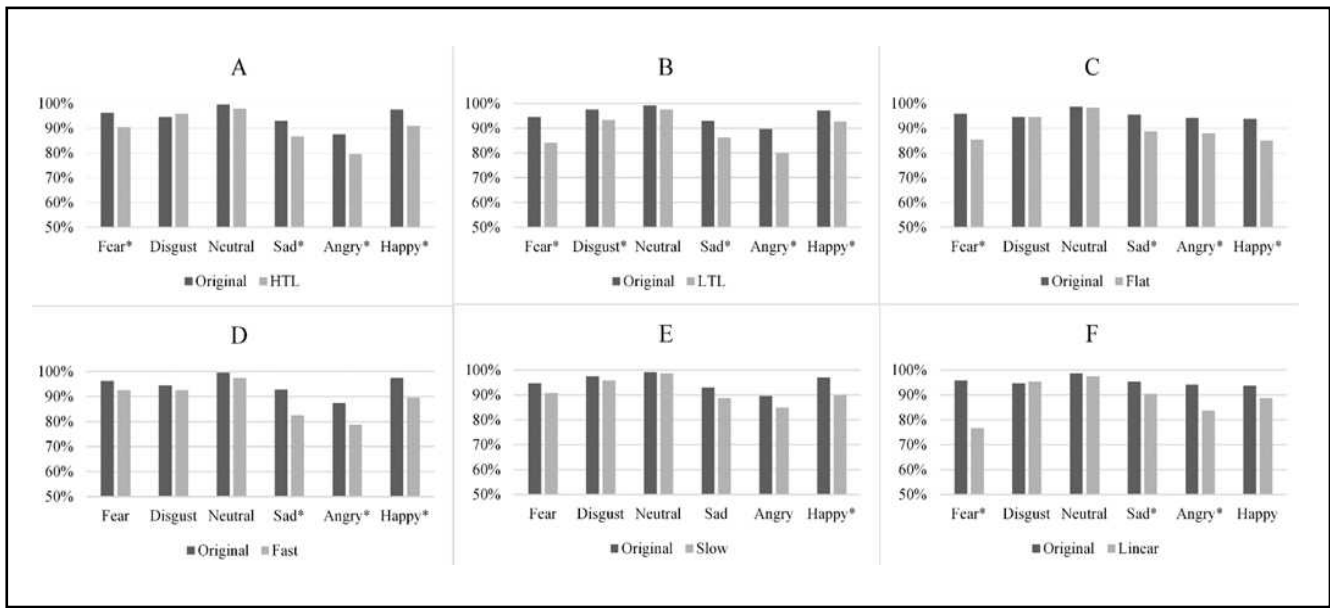 A
100%
90%
80%
70%
60%
50%
Fear* Disgust Neutral Sad* Angry* Happy*
Original HTL
B
100%
90%
80%
70%
60%
50%
Fear* Disgust* Neutral Sad* Angry* Happy*
Original LTL
C
100%
90%
80%
70%
60%
50%
Fear* Disgust Neutral Sad* Angry* Happy*
Original Flat
D
100%
90%
80%
70%
60%
50%
Fear Disgust Neutral Sad* Angry* Happy*
Original Fast
E
100%
90%
80%
70%
60%
50%
Fear Disgust Neutral Sad Angry Happy*
Original Slow
F
100%
90%
80%
70%
60%
50%
Fear* Disgust Neutral Sad* Angry* Happy
Original Linear